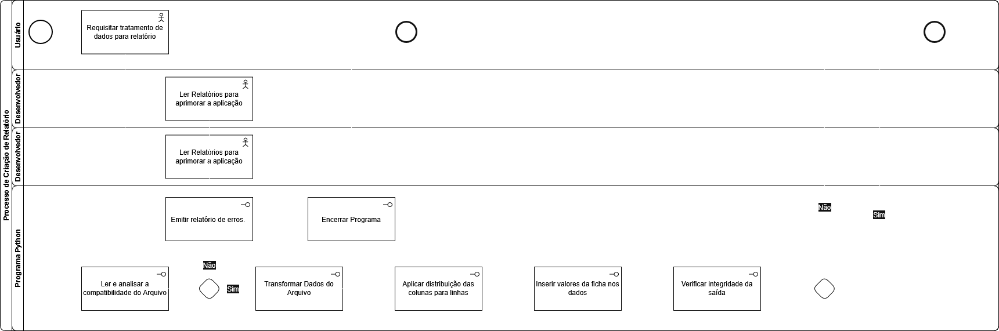 Processo de Criação de Relatório
Usuário
Requisitar tratamento de
dados para relatório
Desenvolvedor
Ler Relatórios para
aprimorar a aplicação
Desenvolvedor
Ler Relatórios para
aprimorar a aplicação
Programa Python
Emitir relatório de erros.
Encerrar Programa
Não
Sim
Ler e analisar a
compatibilidade do Arquivo
Não
Sim
Transformar Dados do
Arquivo
Aplicar distribuição das
colunas para linhas
Inserir valores da ficha nos
dados
Verificar integridade da
saída